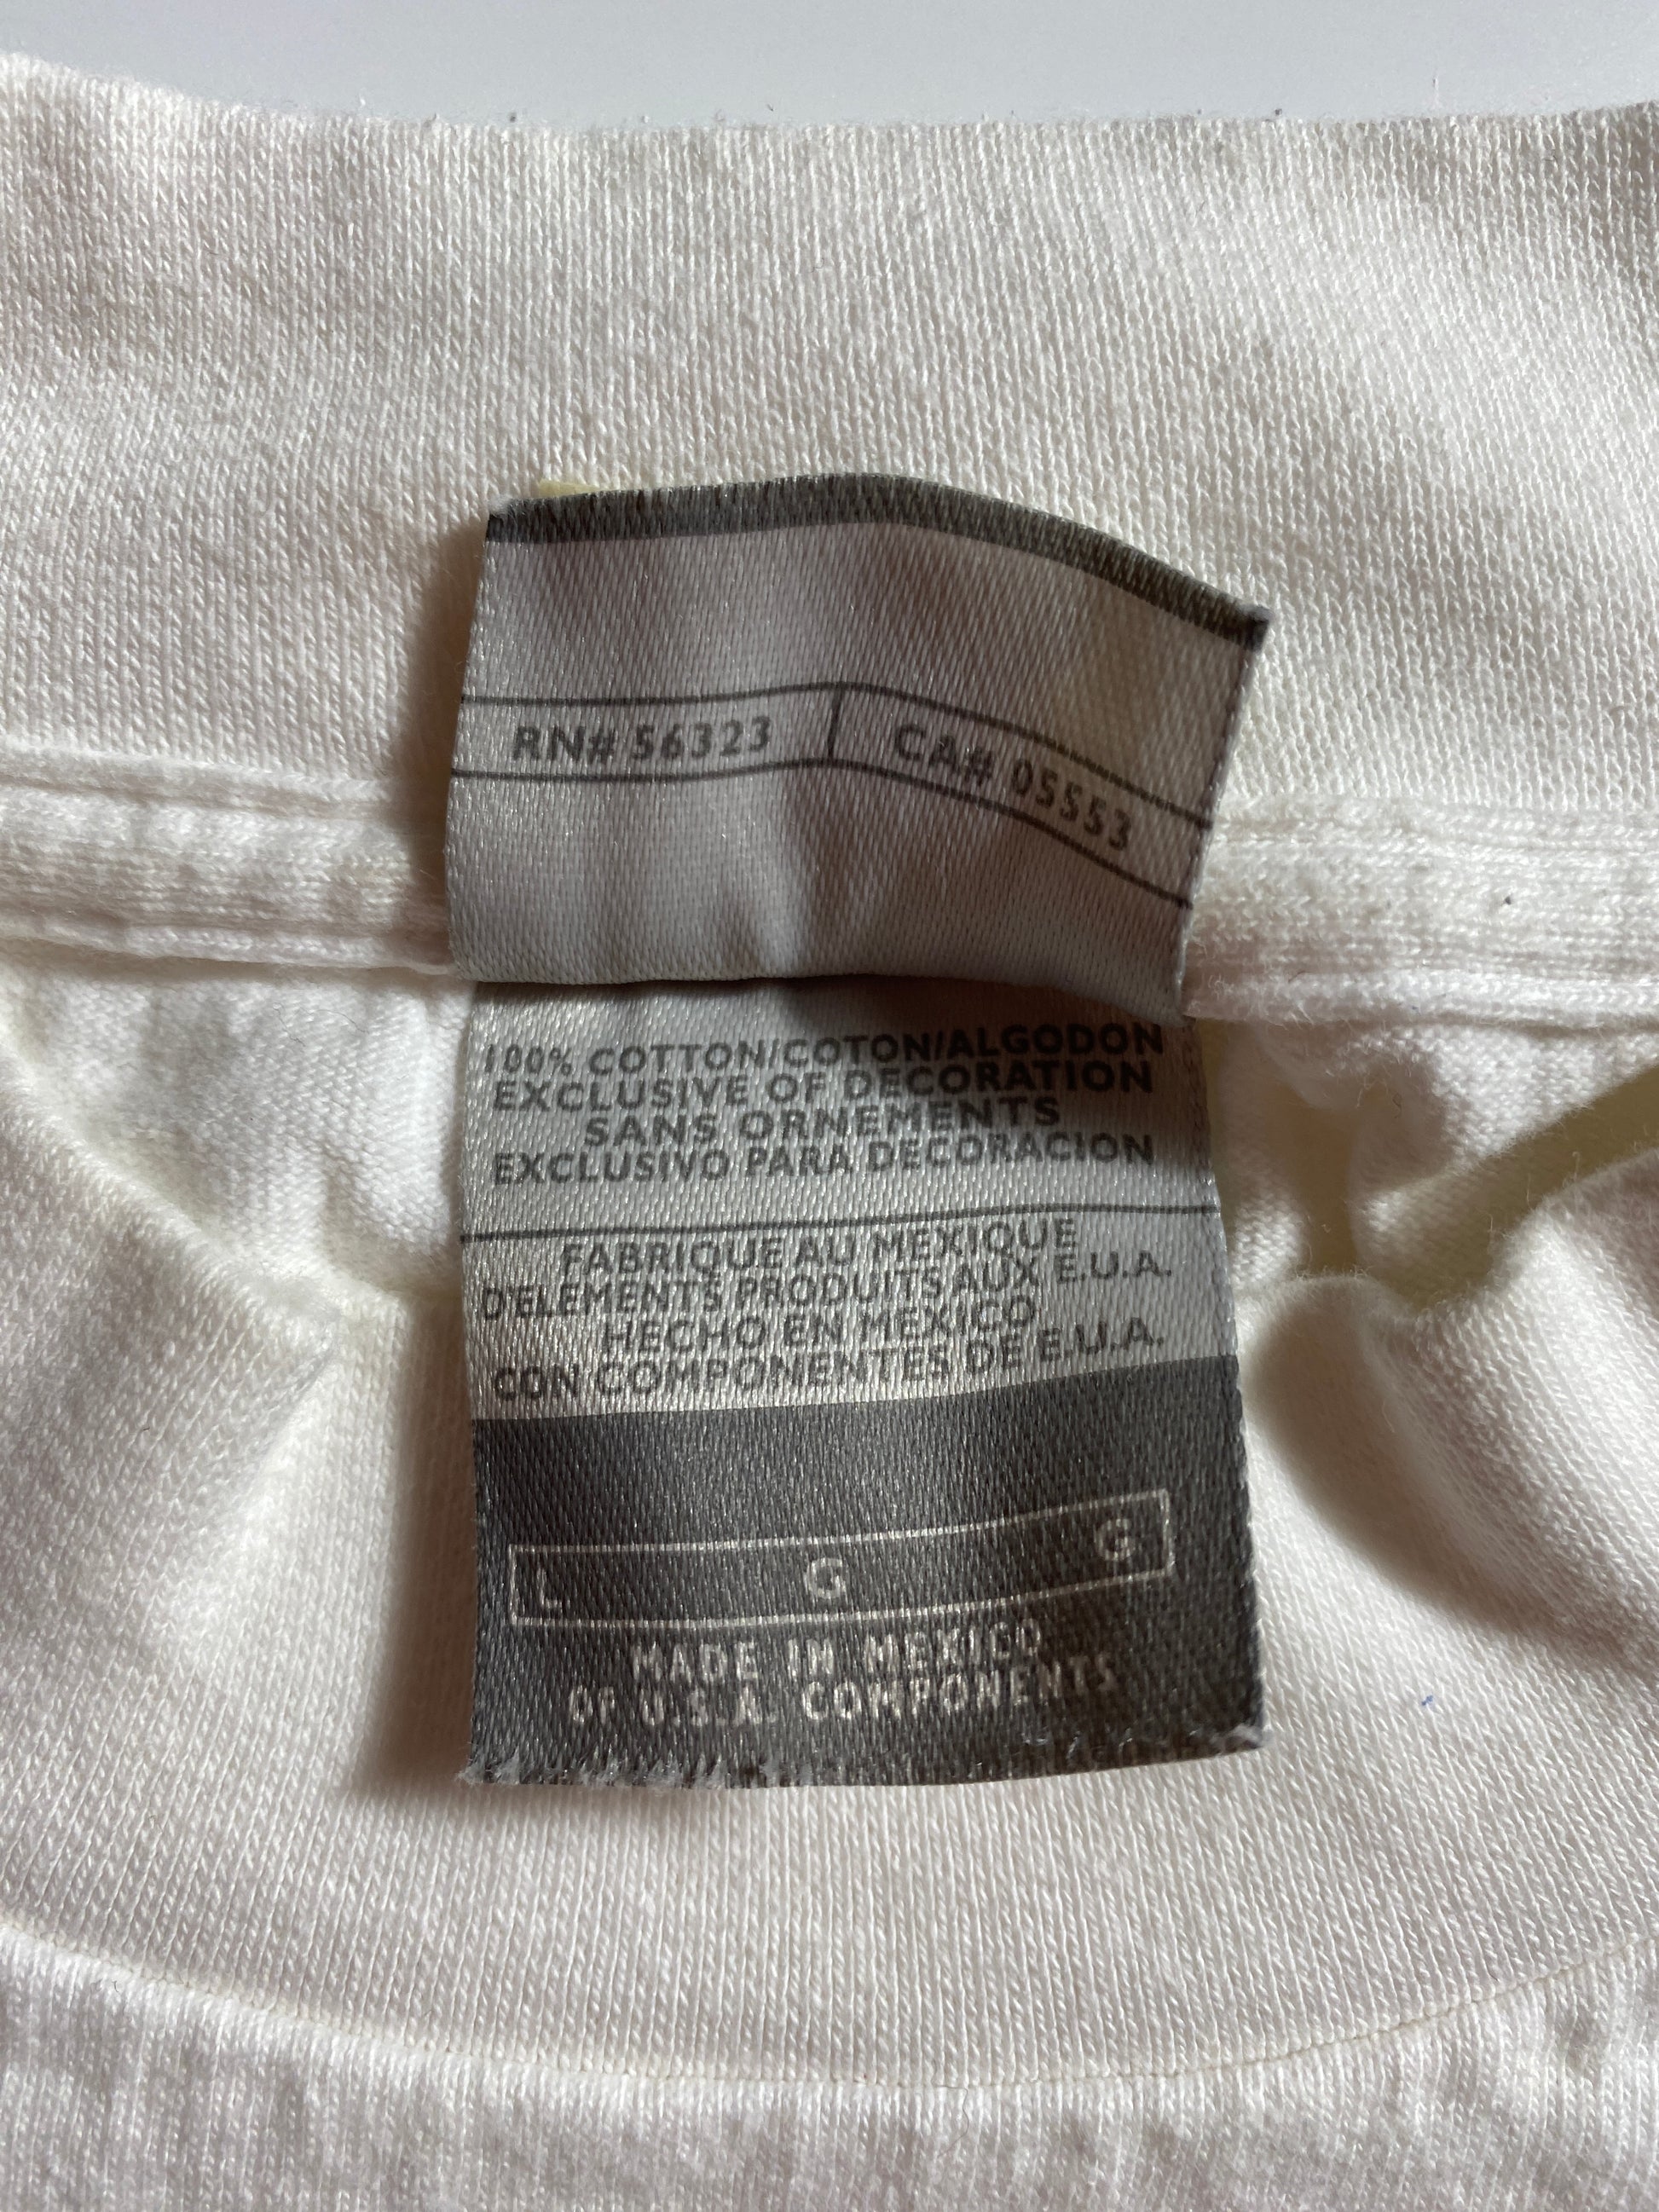 RN# 56323 CA# 05553
100% COTTON/COTON/ALGODON
EXCLUSIVE OF DECORATION
SANS ORNEMENTS
EXCLUSIVO PARA DECORACION
FABRIQUE AU MEXIQUE
D'ELEMENTS PRODUITS AUX E.U.A.
HECHO EN MEXICO
CON COMPONENTES DE E.U.A.
L G G
MADE IN MEXICO
OF U.S.A. COMPONENTS